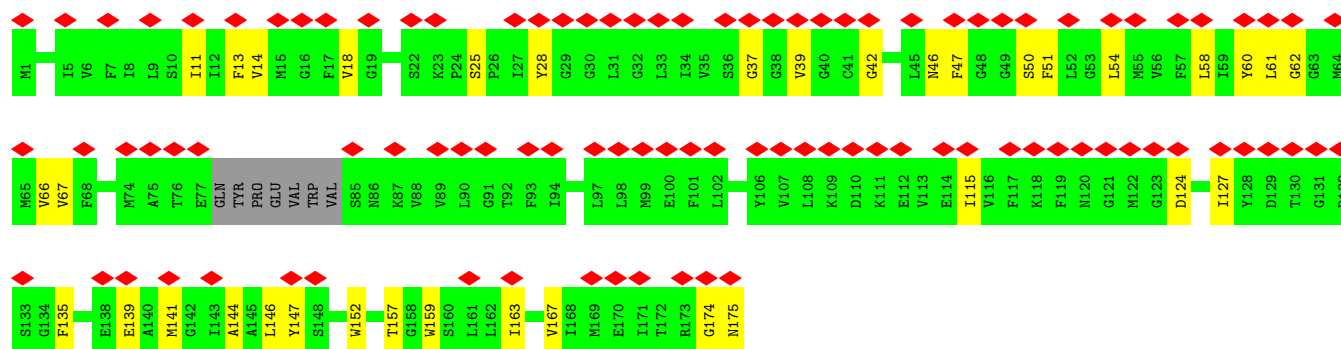 M1 I5 V6 F7 I8 L9 S10 I11 I12 F13 V14 M15 G16 F17 V18 G19 S22 K23 P24 S25 P26 I27 Y28 G29 G30 L31 G32 L33 I34 V35 S36 G37 G38 V39 G40 C41 G42 L45 N46 F47 G48 G49 S50 F51 L52 G53 L54 M55 V56 F57 L58 I59 Y60 L61 G62 G63 M64
M65 V66 V67 F68 M74 A75 T76 E77 GLN TYR PRO GLU VAL TRP VAL S85 N86 K87 V88 V89 L90 G91 T92 F93 I94 L97 L98 M99 E100 F101 L102 Y106 V107 L108 K109 D110 K111 E112 V113 E114 I115 V116 F117 K118 F119 N120 G121 M122 G123 D124 I127 Y128 D129 T130 G131
S133 G134 F135 E138 E139 A140 M141 G142 I143 A144 A145 L146 Y147 S148 W152 T157 G158 W159 S160 L161 L162 I163 V167 I168 M169 E170 I171 T172 R173 G174 N175